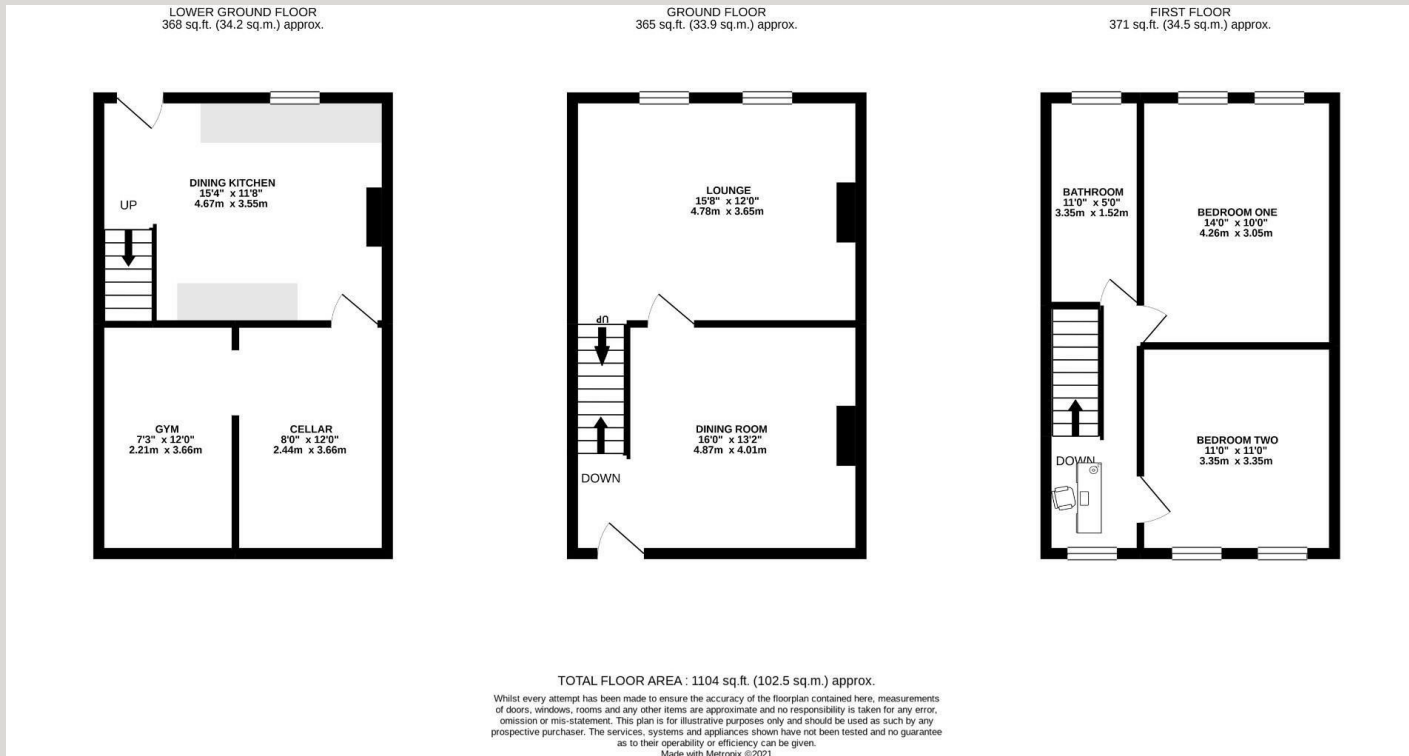 LOWER GROUND FLOOR
368 sq.ft. (34.2 sq.m.) approx.
DINING KITCHEN
15'4" x 11'8"
4.67m x 3.55m
UP
GYM
7'3" x 12'0"
2.21m x 3.66m
CELLAR
8'0" x 12'0"
2.44m x 3.66m
GROUND FLOOR
365 sq.ft. (33.9 sq.m.) approx.
LOUNGE
15'8" x 12'0"
4.78m x 3.65m
UP
DINING ROOM
16'0" x 13'2"
4.87m x 4.01m
DOWN
FIRST FLOOR
371 sq.ft. (34.5 sq.m.) approx.
BATHROOM
11'0" x 5'0"
3.35m x 1.52m
BEDROOM ONE
14'0" x 10'0"
4.26m x 3.05m
BEDROOM TWO
11'0" x 11'0"
3.35m x 3.35m
DOWN
TOTAL FLOOR AREA : 1104 sq.ft. (102.5 sq.m.) approx.
Whilst every attempt has been made to ensure the accuracy of the floorplan contained here, measurements
of doors, windows, rooms and any other items are approximate and no responsibility is taken for any error,
omission or mis-statement. This plan is for illustrative purposes only and should be used as such by any
prospective purchaser. The services, systems and appliances shown have not been tested and no guarantee
as to their operability or efficiency can be given.
Made with Metropix ©2021